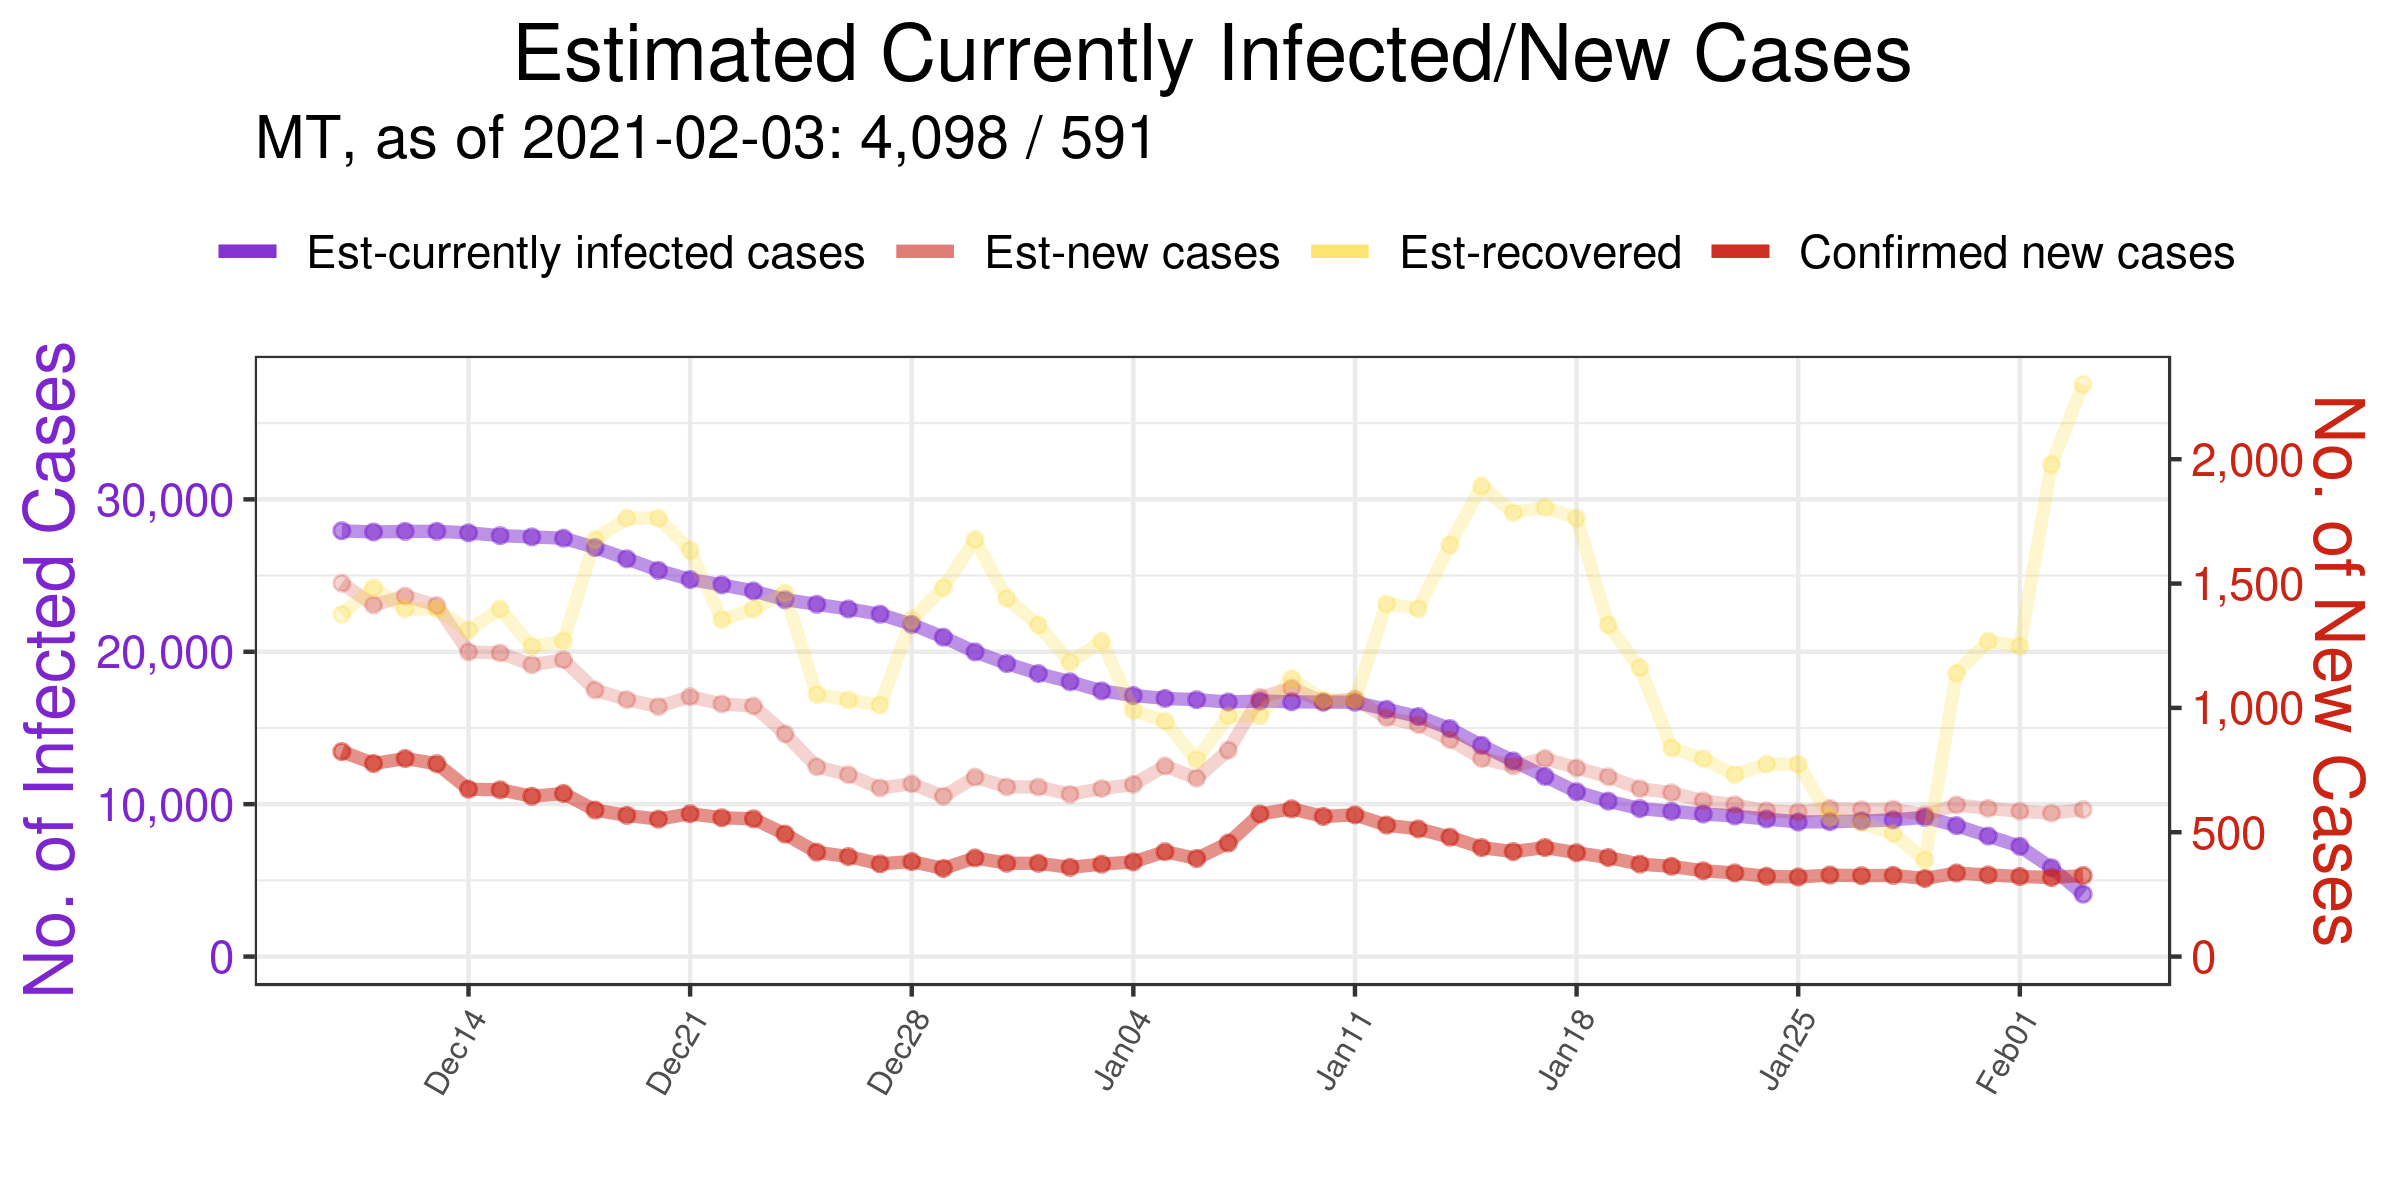 Estimated Currently Infected/New Cases
MT, as of 2021-02-03: 4,098 / 591
Est-currently infected cases
Est-new cases
Est-recovered
Confirmed new cases
No. of Infected Cases
30,000
20,000
10,000
0
2,000
1,500
1,000
500
0
No. of New Cases
Dec14
Dec21
Dec28
Jan04
Jan11
Jan18
Jan25
Feb01